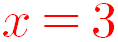 x = 3